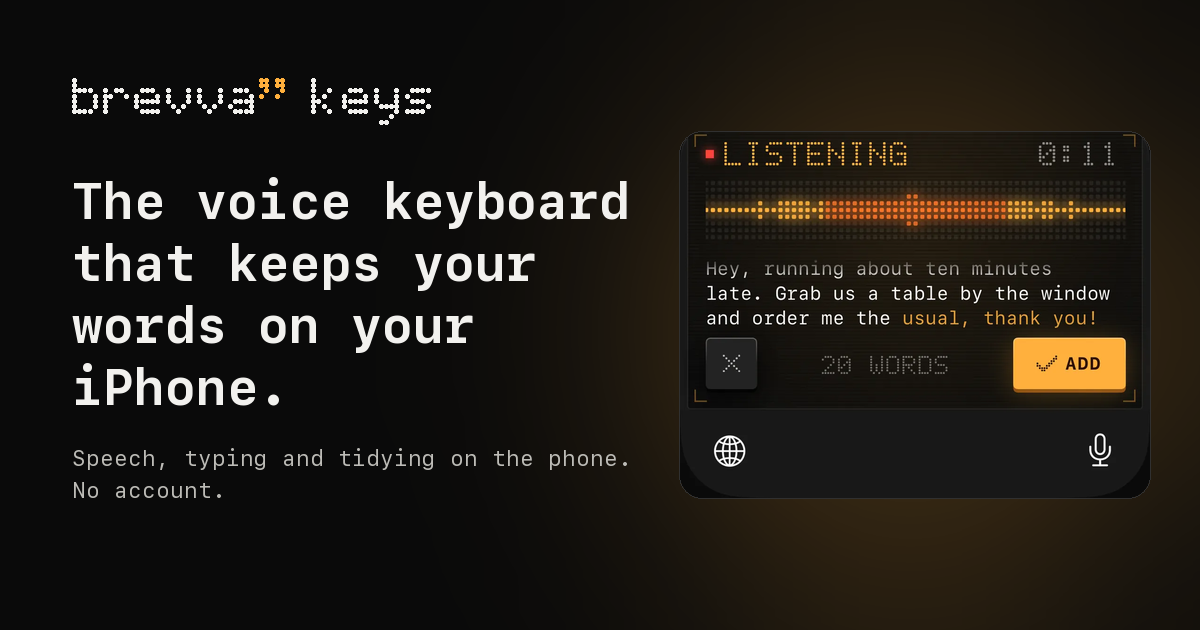 brevva” keys
The voice keyboard
that keeps your
words on your
iPhone.
Speech, typing and tidying on the phone.
No account.
LISTENING 0:11
Hey, running about ten minutes
late. Grab us a table by the window
and order me the usual, thank you!
20 WORDS ADD